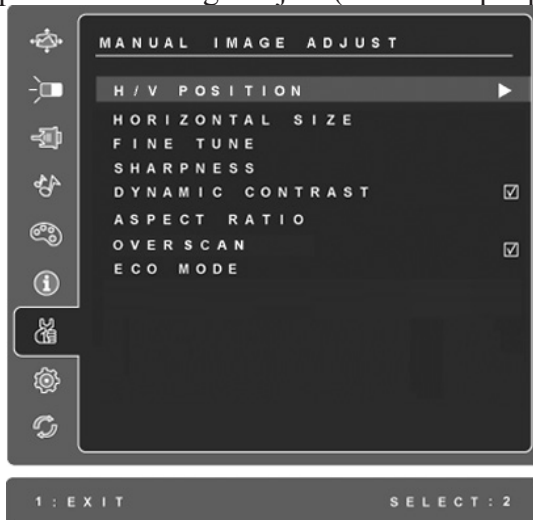 MANUAL IMAGE ADJUST
H/V POSITION
HORIZONTAL SIZE
FINE TUNE
SHARPNESS
DYNAMIC CONTRAST
ASPECT RATIO
OVERSCAN
ECO MODE
1:EXIT SELECT:2